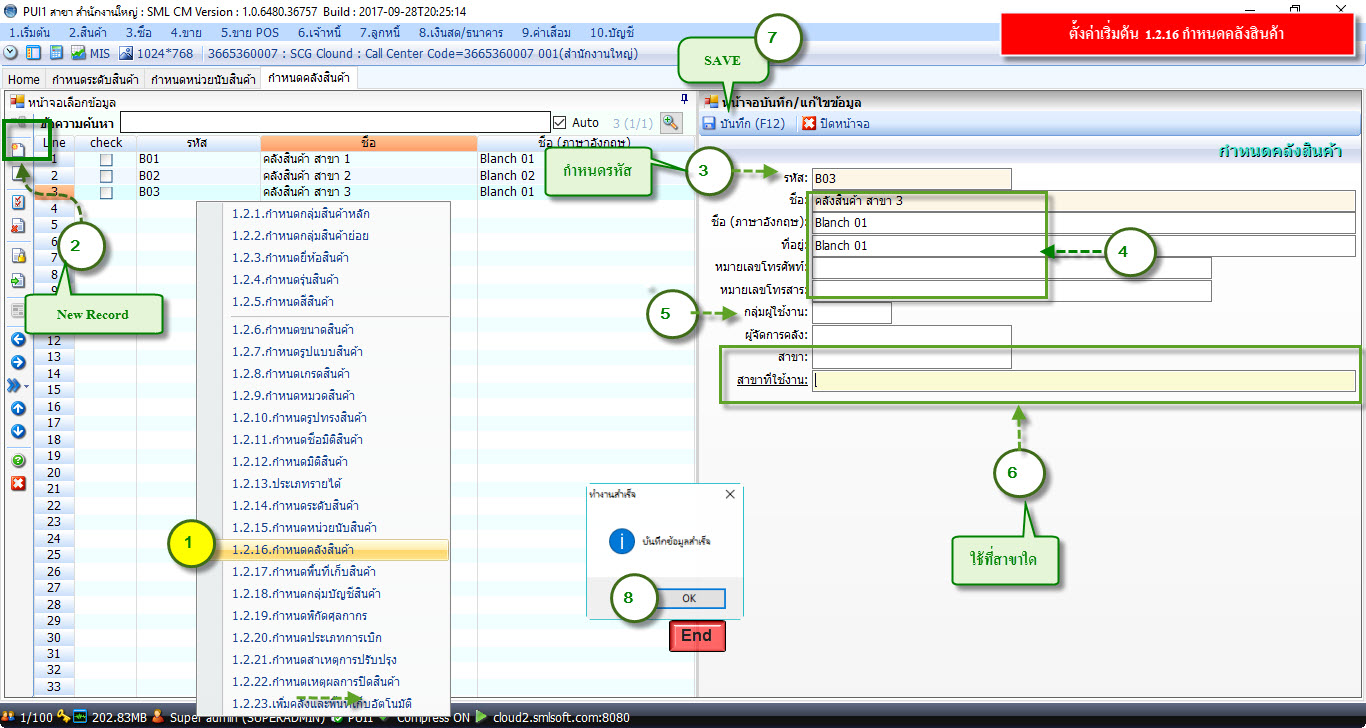 PUI1 สาขา สำนักงานใหญ่ : SML CM Version : 1.0.6480.36757 Build : 2017-09-28T20:25:14
1.เริ่มต้น 2.สินค้า 3.ซื้อ 4.ขาย 5.ขาย POS 6.เจ้าหนี้ 7.ลูกหนี้ 8.เงินสด/ธนาคาร 9.ค่าเสื่อม 10.บัญชี
ตั้งค่าเริ่มต้น 1.2.16 กำหนดคลังสินค้า
MIS 1024*768 3665360007 : SCG Clound : Call Center Code=3665360007 001(สำนักงานใหญ่)
7
SAVE
Home กำหนดระดับสินค้า กำหนดหน่วยนับสินค้า กำหนดคลังสินค้า
หน้าจอเลือกข้อมูล
หน้าจอบันทึก/แก้ไขข้อมูล
ข้อความค้นหา Auto 3 (1/1)
บันทึก (F12) ปิดหน้าจอ
Line check รหัส ชื่อ ชื่อ (ภาษาอังกฤษ)
กำหนดคลังสินค้า
1 B01 คลังสินค้า สาขา 1 Blanch 01
2 B02 คลังสินค้า สาขา 2 Blanch 02
3 B03 คลังสินค้า สาขา 3 Blanch 01
กำหนดรหัส
3
รหัส: B03
ชื่อ: คลังสินค้า สาขา 3
ชื่อ (ภาษาอังกฤษ): Blanch 01
ที่อยู่: Blanch 01
หมายเลขโทรศัพท์:
หมายเลขโทรสาร:
กลุ่มผู้ใช้งาน:
ผู้จัดการคลัง:
สาขา:
สาขาที่ใช้งาน:
4
5
6
ใช้ที่สาขาใด
2
New Record
4
5
6
7
8
9
12
13
14
15
16
17
18
19
20
21
22
23
24
25
26
27
28
29
30
31
32
33
1.2.1.กำหนดกลุ่มสินค้าหลัก
1.2.2.กำหนดกลุ่มสินค้าย่อย
1.2.3.กำหนดยี่ห้อสินค้า
1.2.4.กำหนดรุ่นสินค้า
1.2.5.กำหนดสีสินค้า
1.2.6.กำหนดขนาดสินค้า
1.2.7.กำหนดรูปแบบสินค้า
1.2.8.กำหนดเกรดสินค้า
1.2.9.กำหนดหมวดสินค้า
1.2.10.กำหนดรูปทรงสินค้า
1.2.11.กำหนดชื่อมิติสินค้า
1.2.12.กำหนดมิติสินค้า
1.2.13.ประเภทรายได้
1.2.14.กำหนดระดับสินค้า
1.2.15.กำหนดหน่วยนับสินค้า
1
1.2.16.กำหนดคลังสินค้า
1.2.17.กำหนดพื้นที่เก็บสินค้า
1.2.18.กำหนดกลุ่มบัญชีสินค้า
1.2.19.กำหนดพิกัดศุลกากร
1.2.20.กำหนดประเภทการเบิก
1.2.21.กำหนดสาเหตุการปรับปรุง
1.2.22.กำหนดเหตุผลการปิดสินค้า
1.2.23.เพิ่มคลังและพื้นที่เก็บอัตโนมัติ
ทำงานสำเร็จ
บันทึกข้อมูลสำเร็จ
8
OK
End
1/100 202.83MB Super admin (SUPERADMIN) PUI1 Compress ON cloud2.smlsoft.com:8080